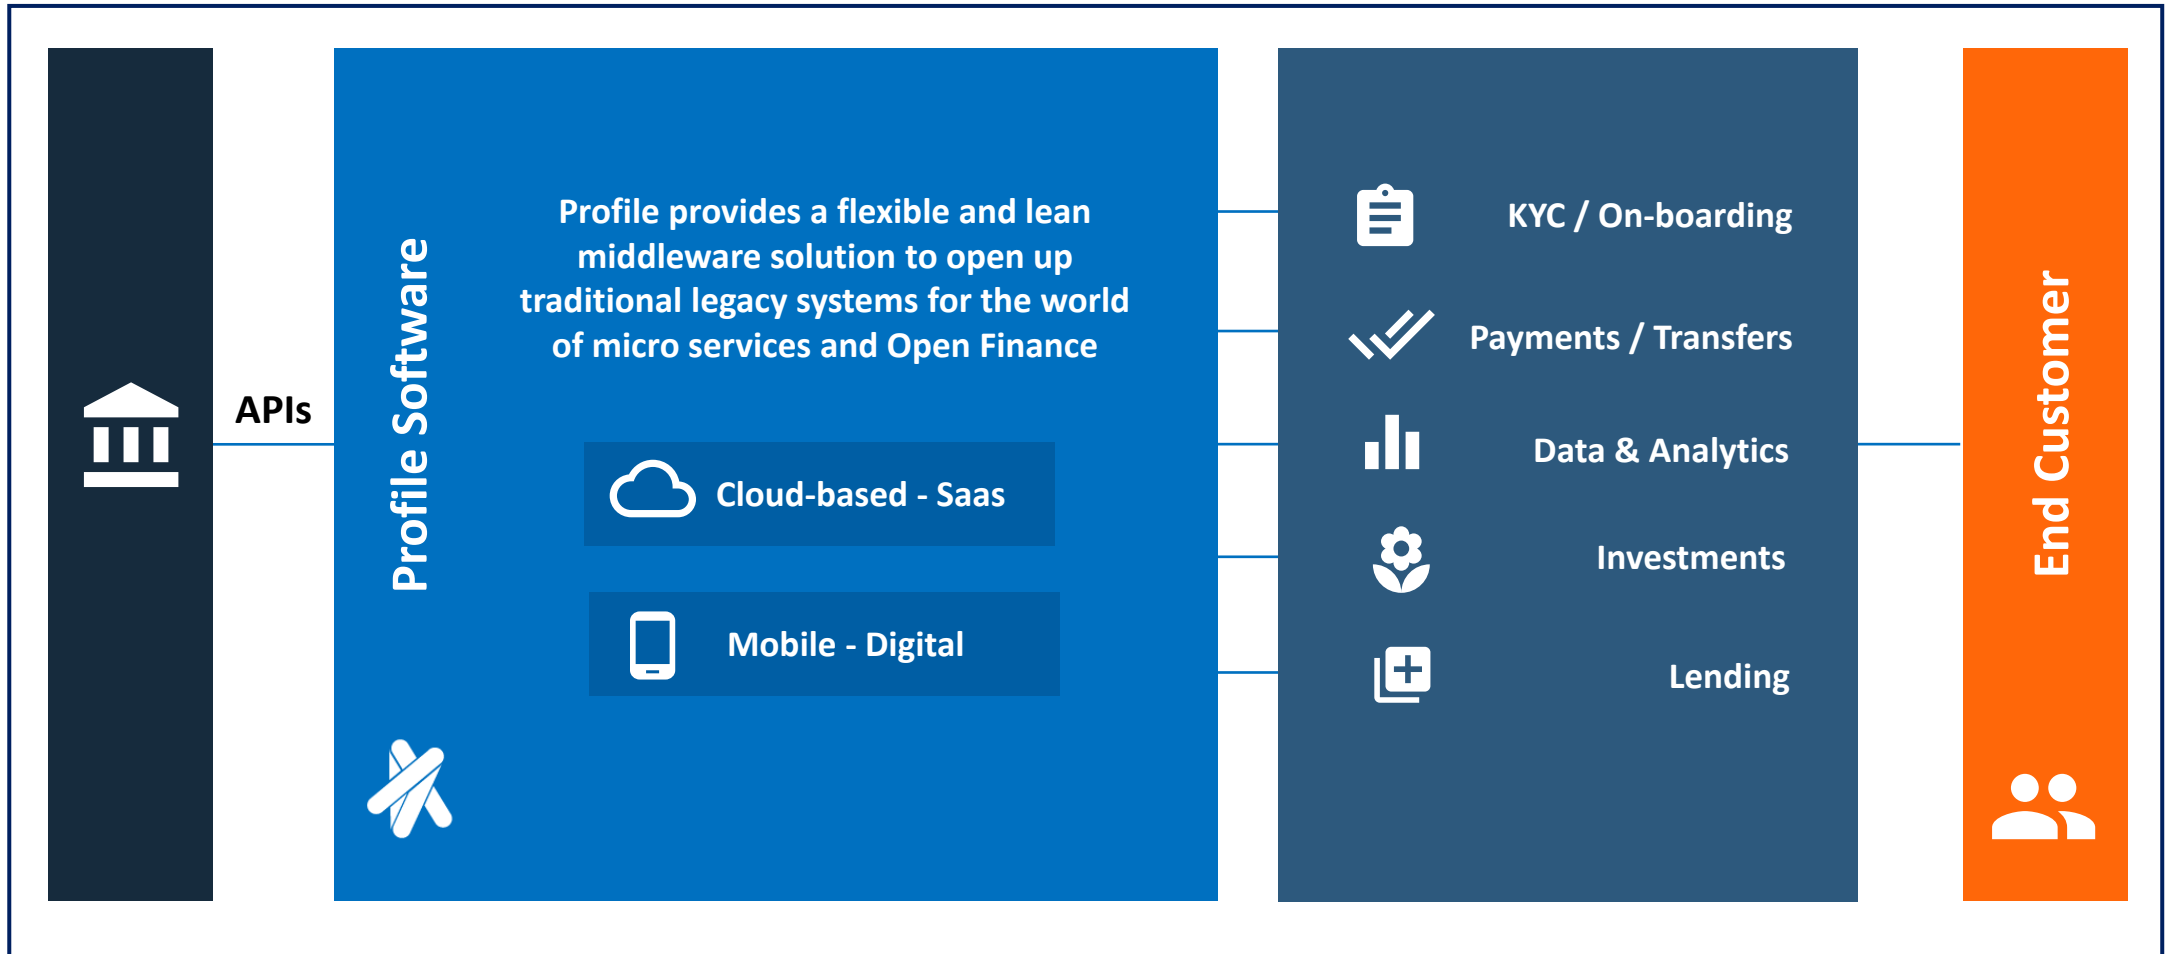 APIs
Profile Software
Profile provides a flexible and lean
middleware solution to open up
traditional legacy systems for the world
of micro services and Open Finance
Cloud-based - Saas
Mobile - Digital
KYC / On-boarding
Payments / Transfers
Data & Analytics
Investments
Lending
End Customer